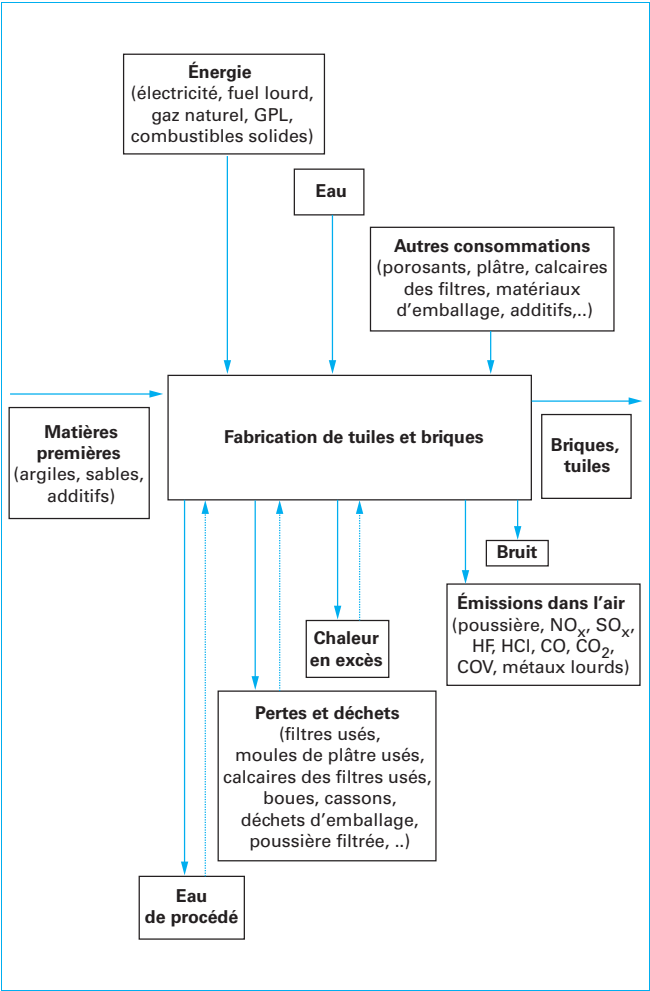 Énergie
(électricité, fuel lourd,
gaz naturel, GPL,
combustibles solides)
Eau
Autres consommations
(porosants, plâtre, calcaires
des filtres, matériaux
d'emballage, additifs,..)
Matières
premières
(argiles, sables,
additifs)
Fabrication de tuiles et briques
Briques,
tuiles
Bruit
Émissions dans l'air
(poussière, NOx, SOx,
HF, HCl, CO, CO2,
COV, métaux lourds)
Chaleur
en excès
Pertes et déchets
(filtres usés,
moules de plâtre usés,
calcaires des filtres usés,
boues, cassons,
déchets d'emballage,
poussière filtrée, ..)
Eau
de procédé